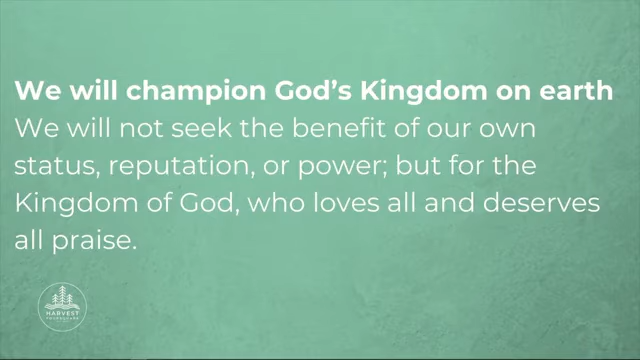 We will champion God’s Kingdom on earth
We will not seek the benefit of our own
status, reputation, or power; but for the
Kingdom of God, who loves all and deserves
all praise.
HARVEST